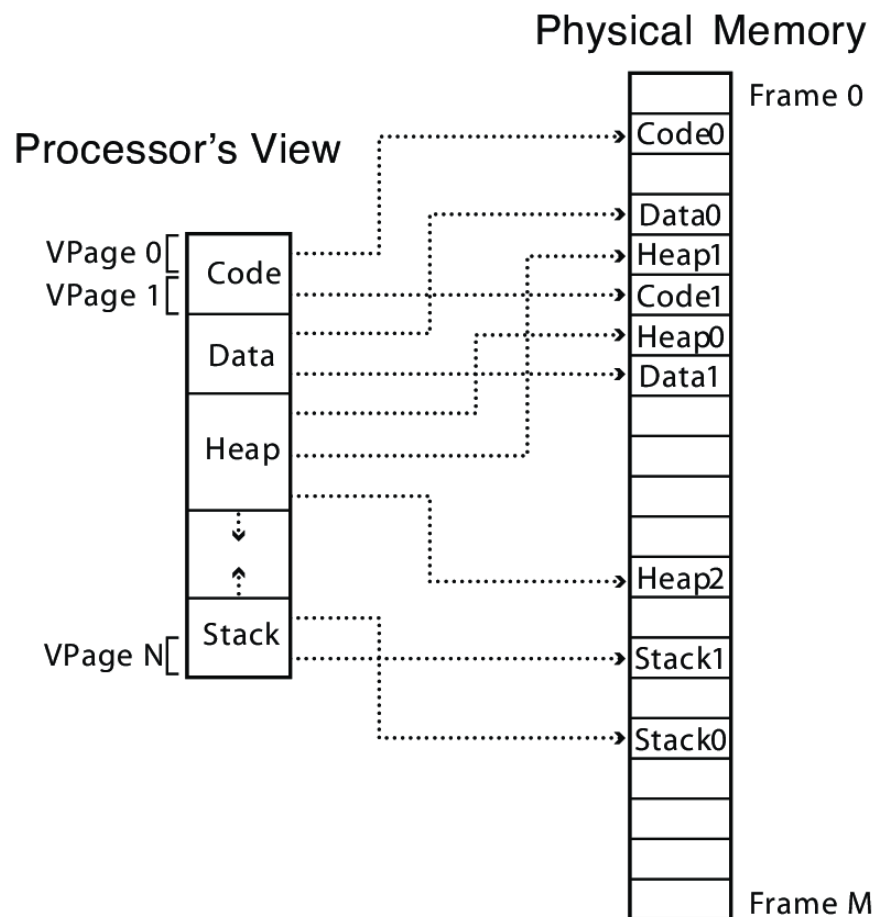 Physical Memory
Frame 0
Code0
Processor's View
Data0
VPage 0
Heap1
Code
VPage 1
Code1
Heap0
Data
Data1
Heap
Heap2
Stack
VPage N
Stack1
Stack0
Frame M